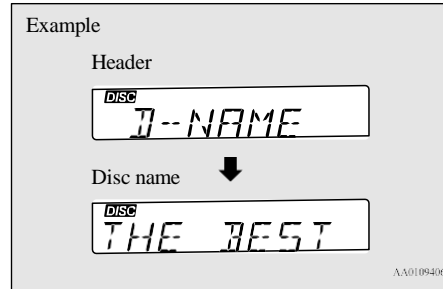 Example
Header
DISC
D--NAME
Disc name
DISC
THE BEST
AA0109406